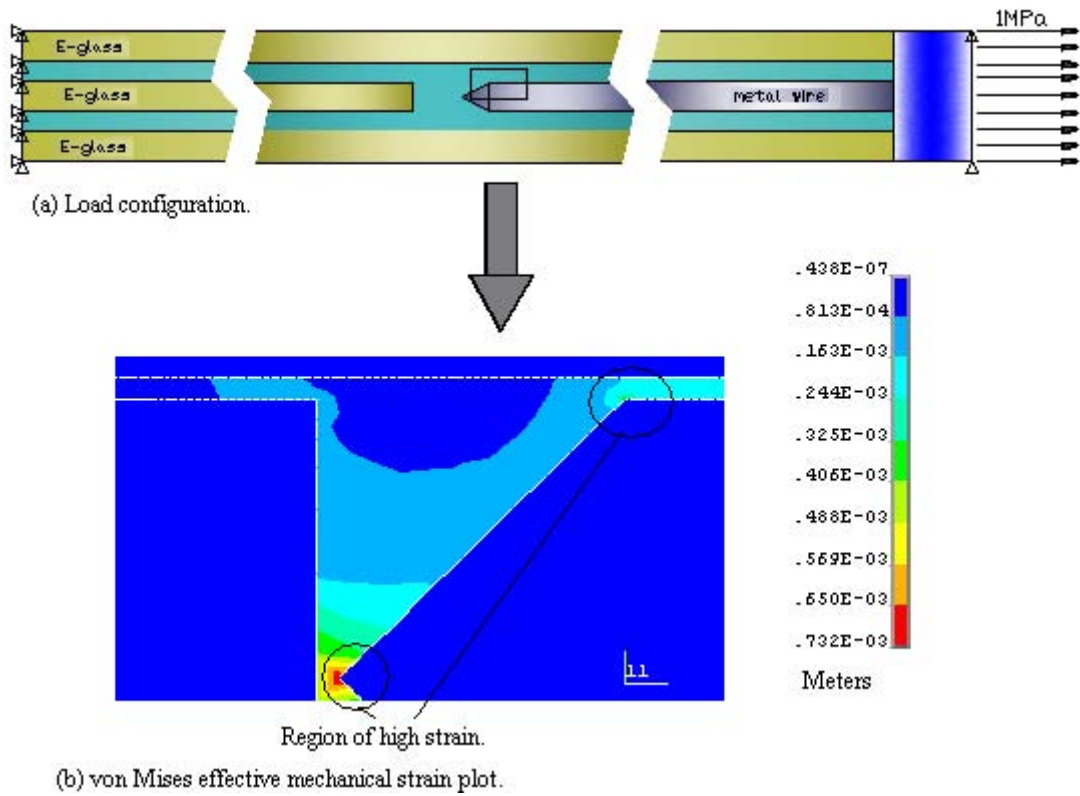 1MPa
E-glass
E-glass
metal wire
E-glass
(a) Load configuration.
.438E-07
.813E-04
.163E-03
.244E-03
.325E-03
.406E-03
.488E-03
.569E-03
.650E-03
.732E-03
11
Meters
Region of high strain.
(b) von Mises effective mechanical strain plot.